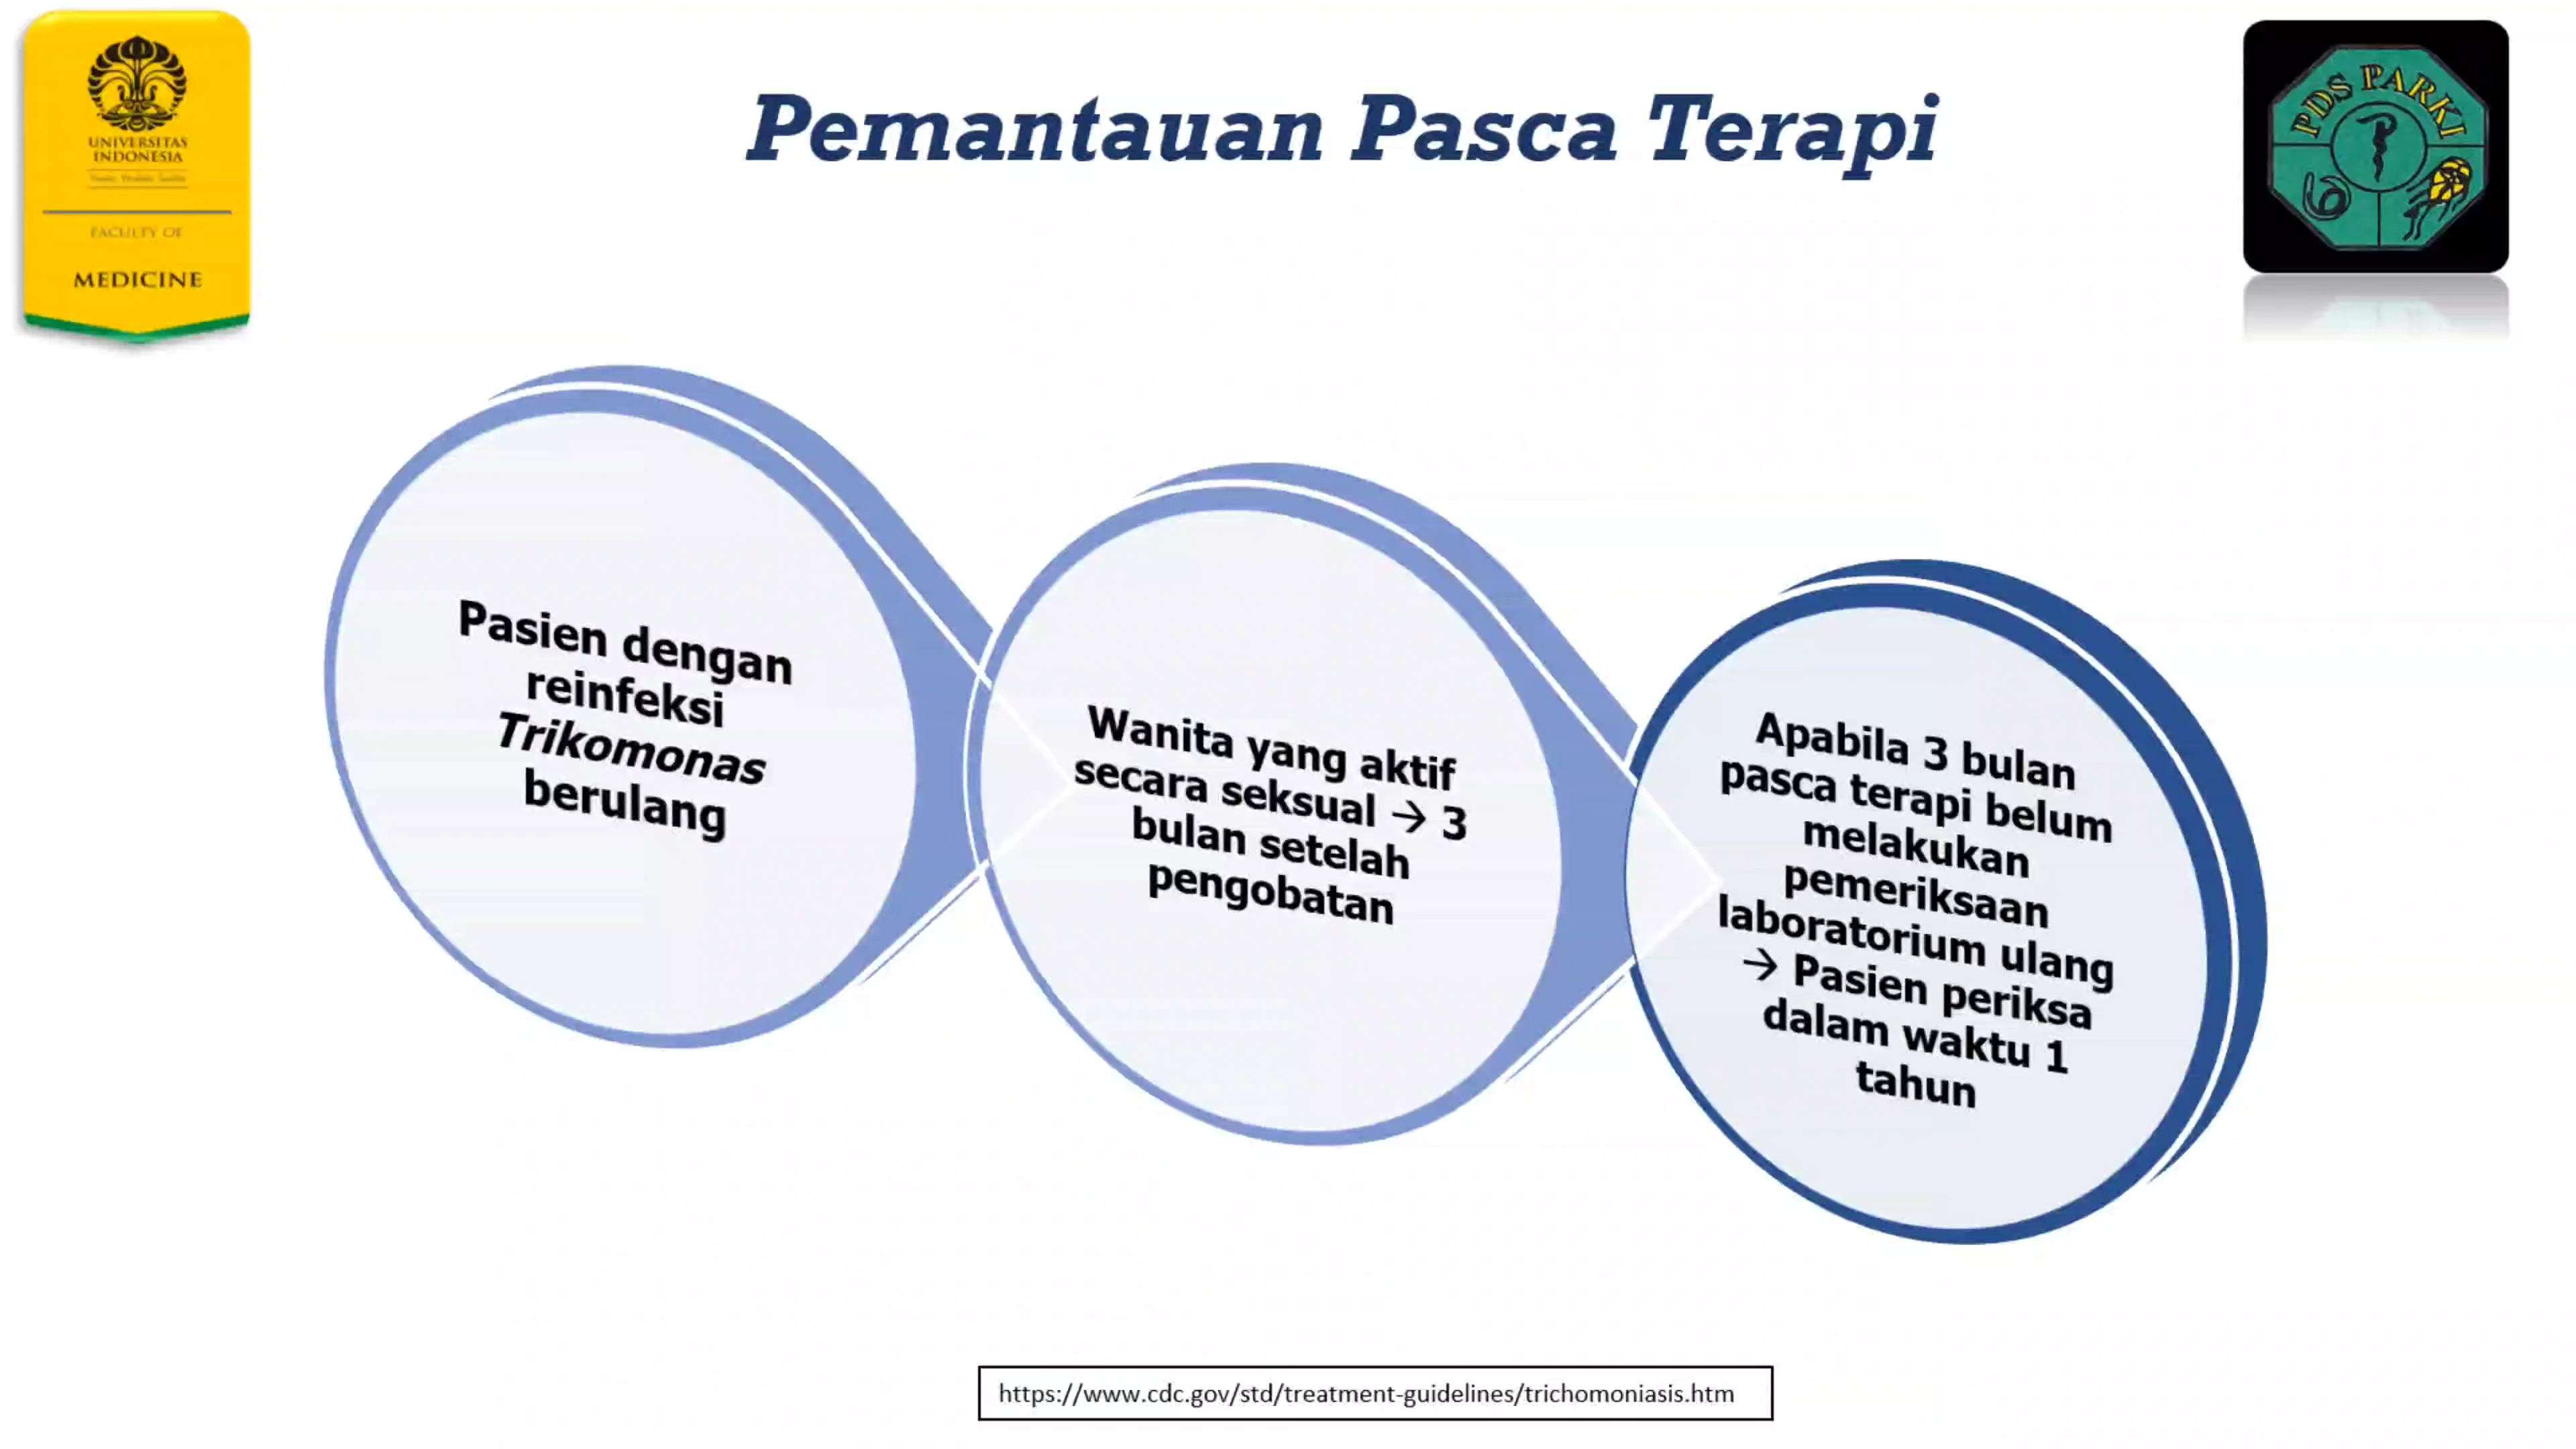 UNIVERSITAS
INDONESIA
FACULTY OF
MEDICINE
Pemantauan Pasca Terapi
PDS PARKI
Pasien dengan
reinfeksi
Trikomonas
berulang
Wanita yang aktif
secara seksual → 3
bulan setelah
pengobatan
Apabila 3 bulan
pasca terapi belum
melakukan
pemeriksaan
laboratorium ulang
→ Pasien periksa
dalam waktu 1
tahun
https://www.cdc.gov/std/treatment-guidelines/trichomoniasis.htm